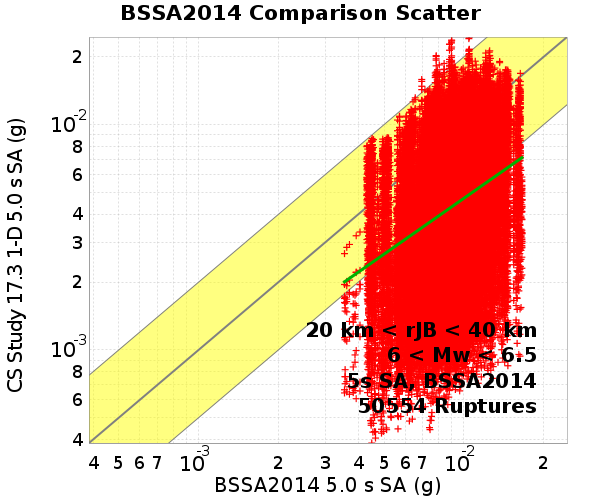 BSSA2014 Comparison Scatter
CS Study 17.3 1-D 5.0 s SA (g)
2
10^-2
8
6
4
3
2
10^-3
8
6
4
20 km < rJB < 40 km
6 < Mw < 6.5
5s SA, BSSA2014
50554 Ruptures
4 5 6 7 10^-3 2 3 4 5 6 7 10^-2 2
BSSA2014 5.0 s SA (g)